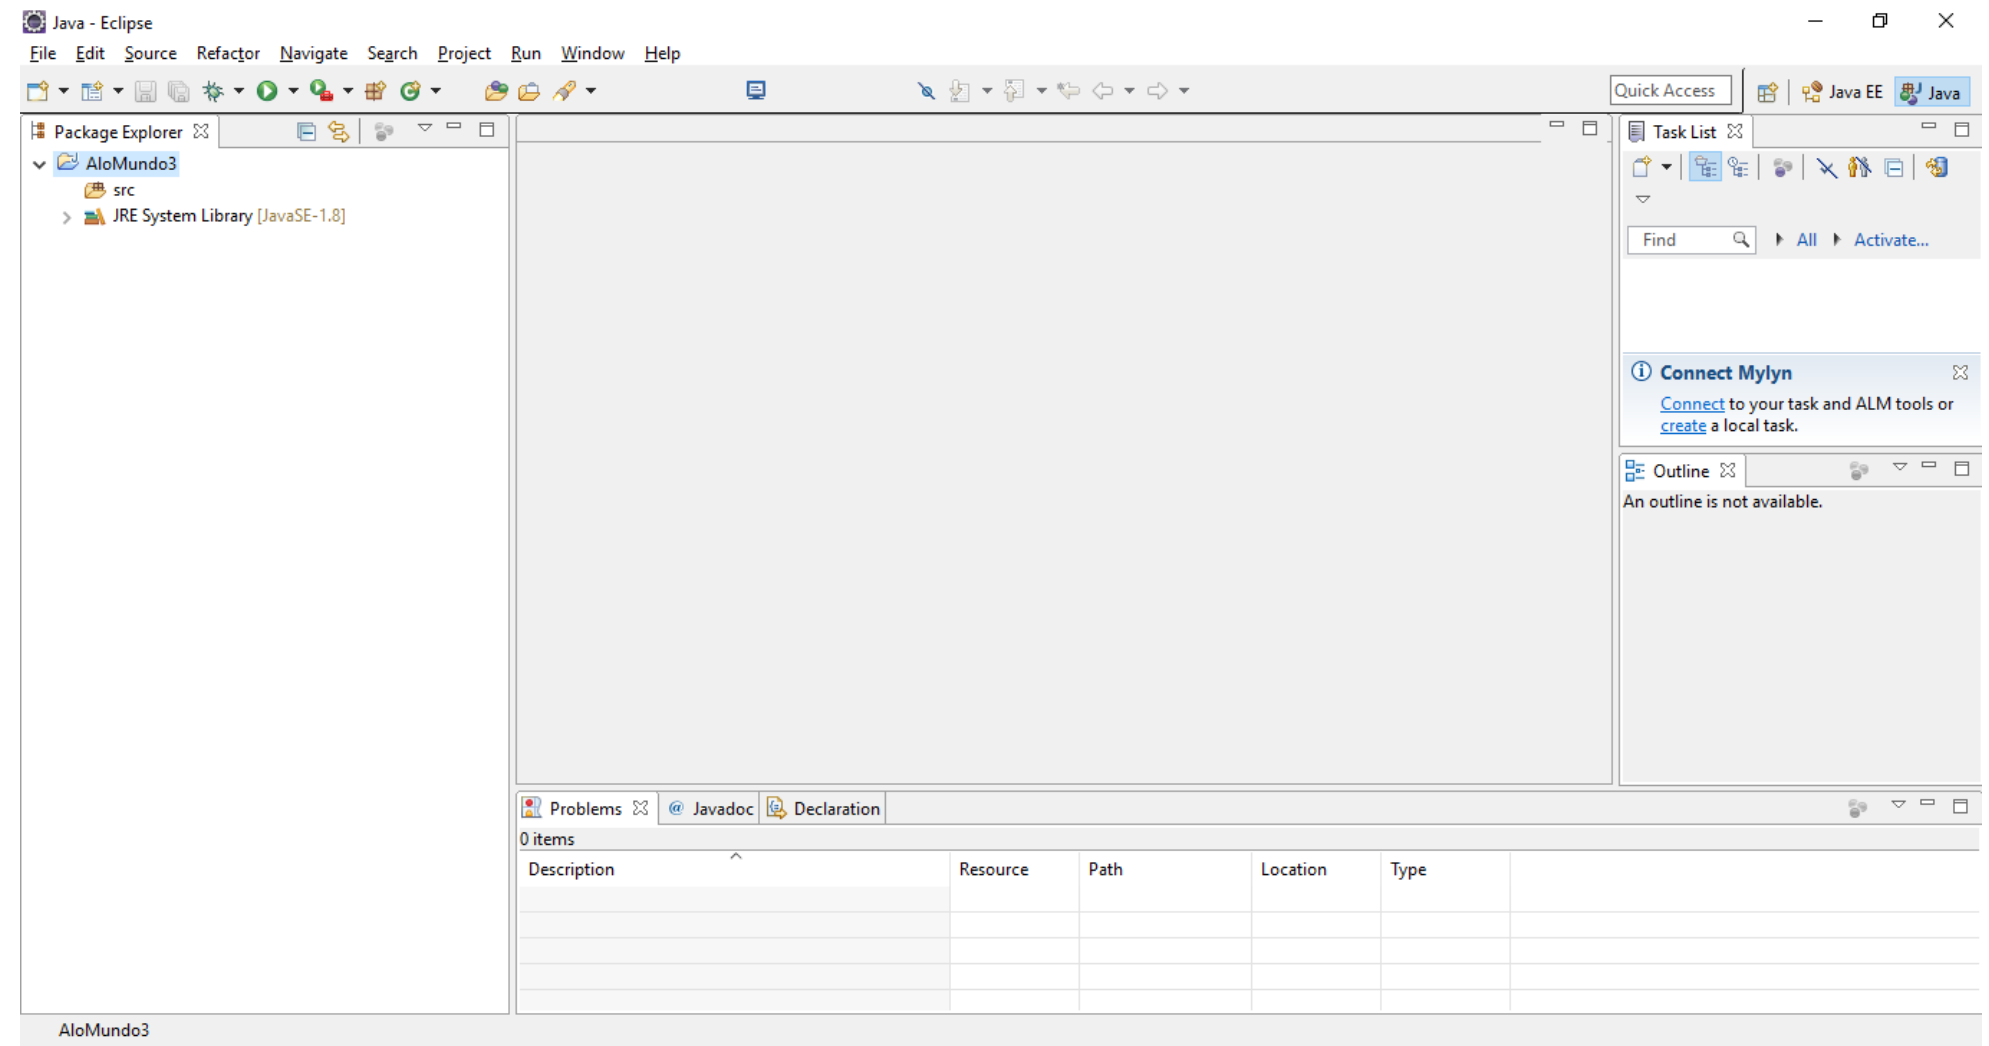 Java - Eclipse
File Edit Source Refactor Navigate Search Project Run Window Help
Quick Access Java EE Java
Package Explorer
AloMundo3
src
JRE System Library [JavaSE-1.8]
Task List
Find All Activate...
Connect Mylyn
Connect to your task and ALM tools or
create a local task.
Outline
An outline is not available.
Problems @ Javadoc Declaration
0 items
Description Resource Path Location Type
AloMundo3